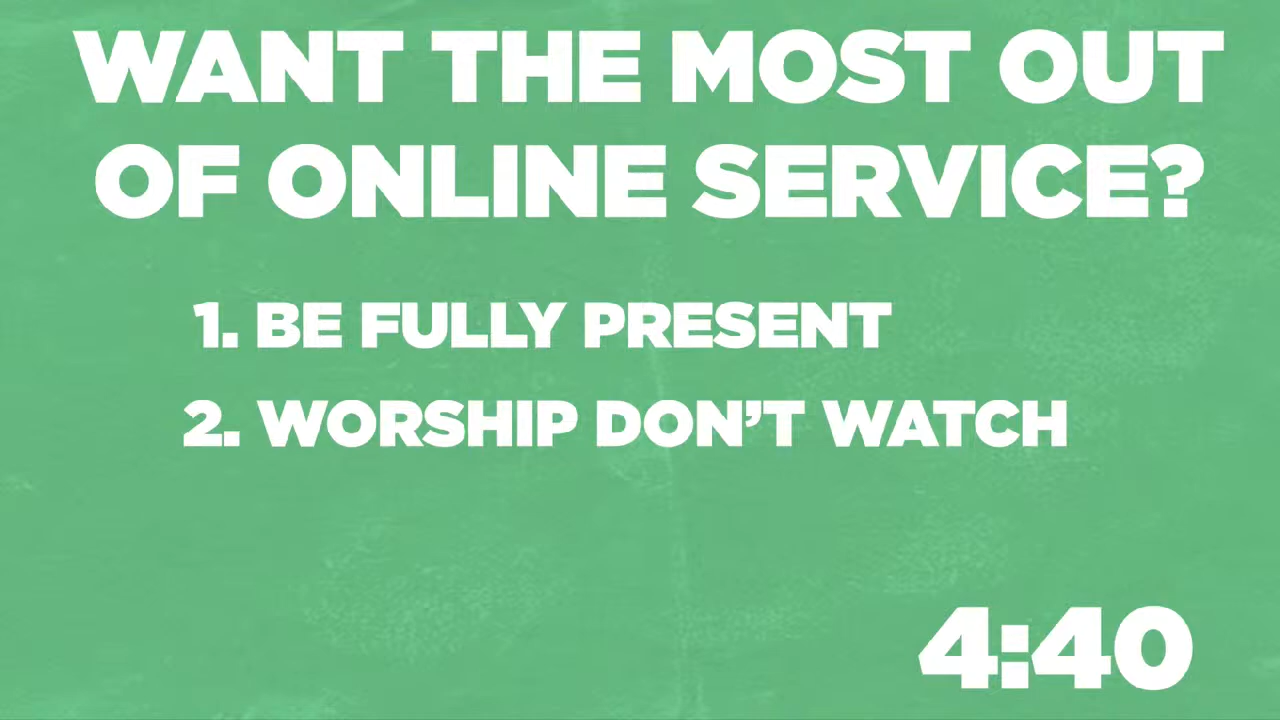 WANT THE MOST OUT
OF ONLINE SERVICE?
1. BE FULLY PRESENT
2. WORSHIP DON’T WATCH
4:40